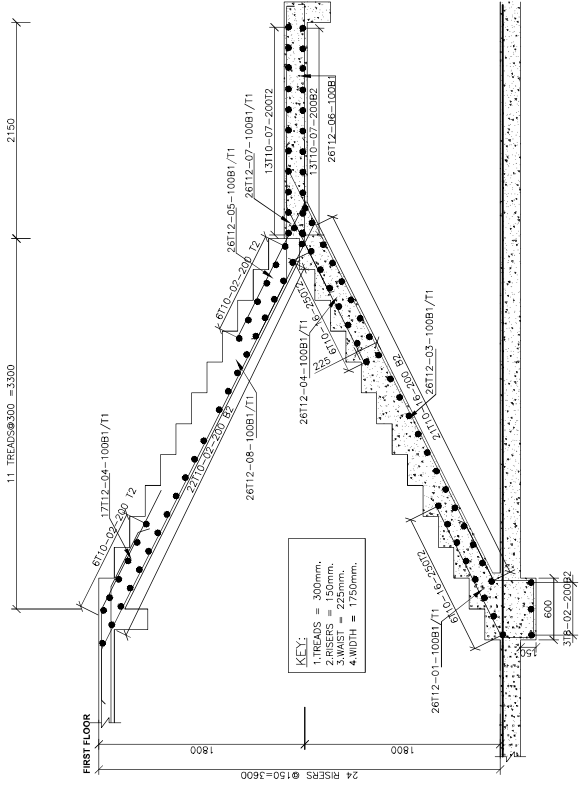 2150
11 TREADS@300 =3300
13T10-07-200T2
26T12-07-100B1/T1
26T12-05-100B1/T1
6T10-02-200 T2
13T10-07-200B2
26T12-06-100B1
17T12-04-100B1/T1
6T10-02-200 T2
22T10-02-200 B2
26T12-08-100B1/T1
6T10-16-250T2
225
26T12-04-100B1/T1
21T10-16-200 B2
26T12-03-100B1/T1
6T10-16-250T2
26T12-01-100B1/T1
KEY:
1.TREADS = 300mm.
2.RISERS = 150mm.
3.WAIST = 225mm.
4.WIDTH = 1750mm.
600
150
3T8-02-200B2
FIRST FLOOR
1800
1800
24 RISERS @150=3600